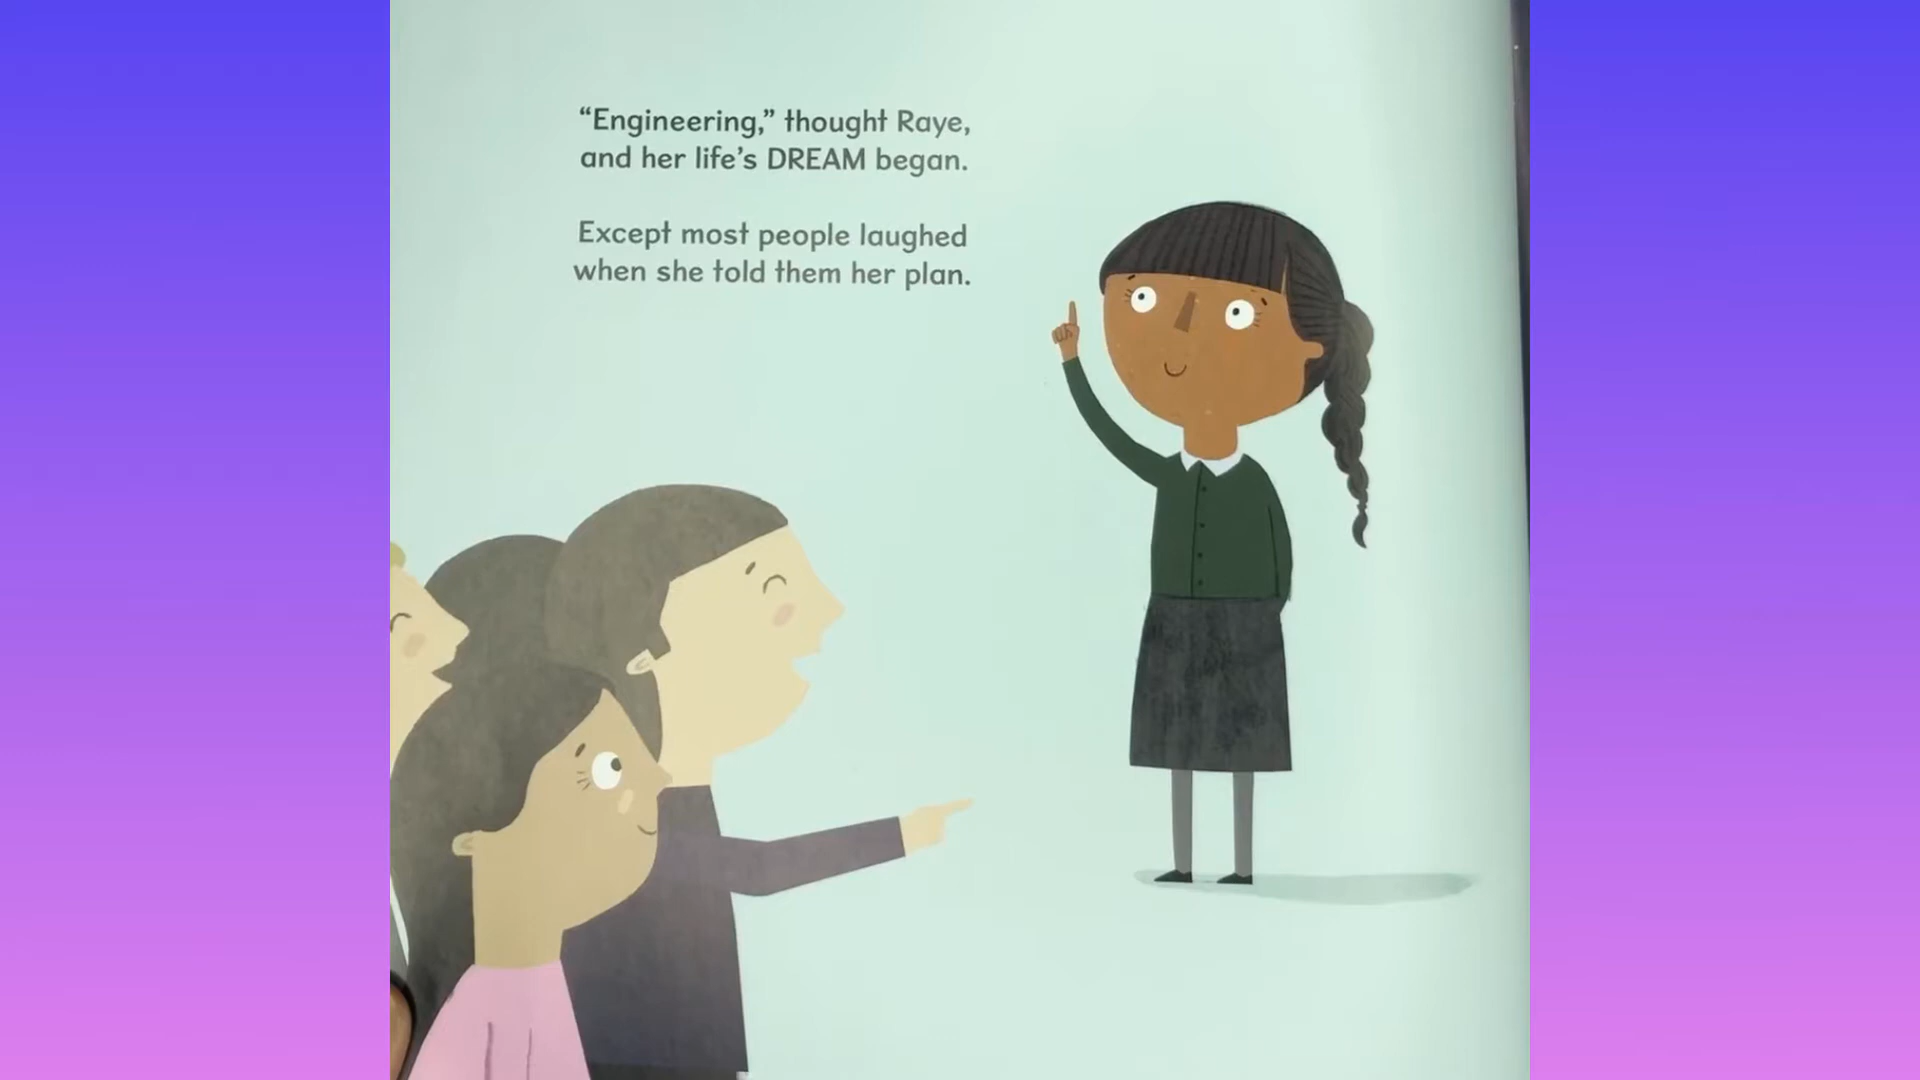 “Engineering,” thought Raye,
and her life’s DREAM began.
Except most people laughed
when she told them her plan.